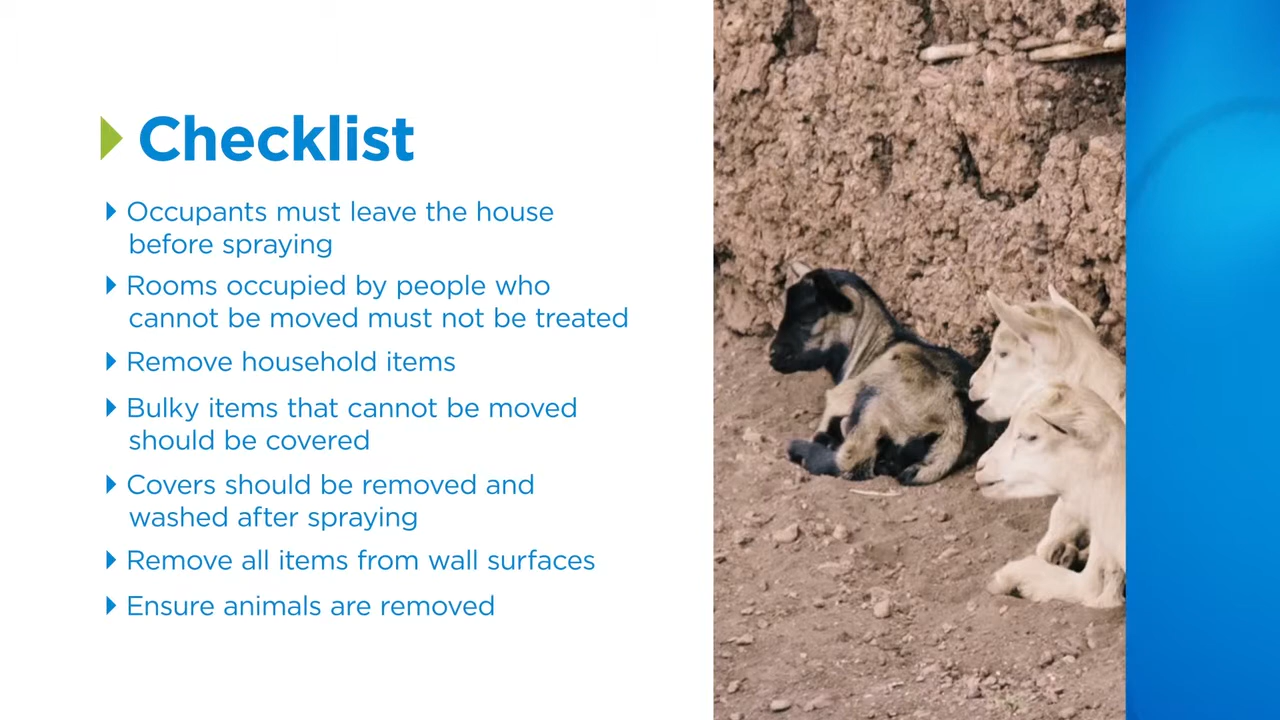 Checklist
Occupants must leave the house
before spraying
Rooms occupied by people who
cannot be moved must not be treated
Remove household items
Bulky items that cannot be moved
should be covered
Covers should be removed and
washed after spraying
Remove all items from wall surfaces
Ensure animals are removed